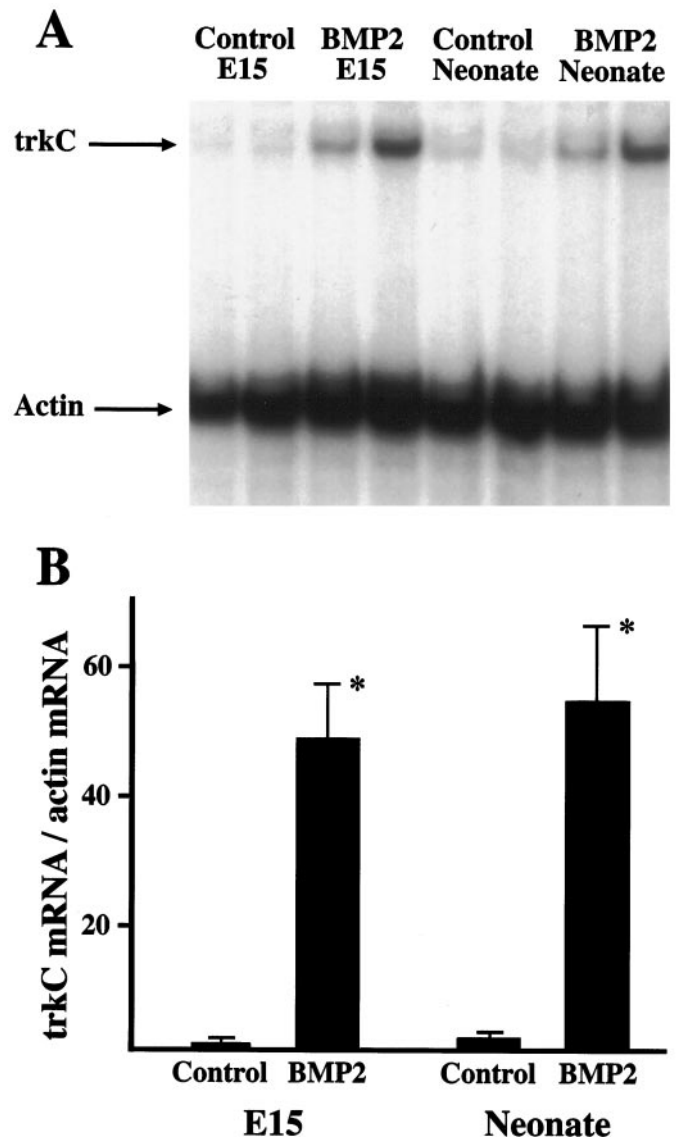 A
Control BMP2 Control BMP2
E15 E15 Neonate Neonate
trkC
Actin
B
trkC mRNA / actin mRNA
60
40
20
*
*
Control BMP2 Control BMP2
E15 Neonate